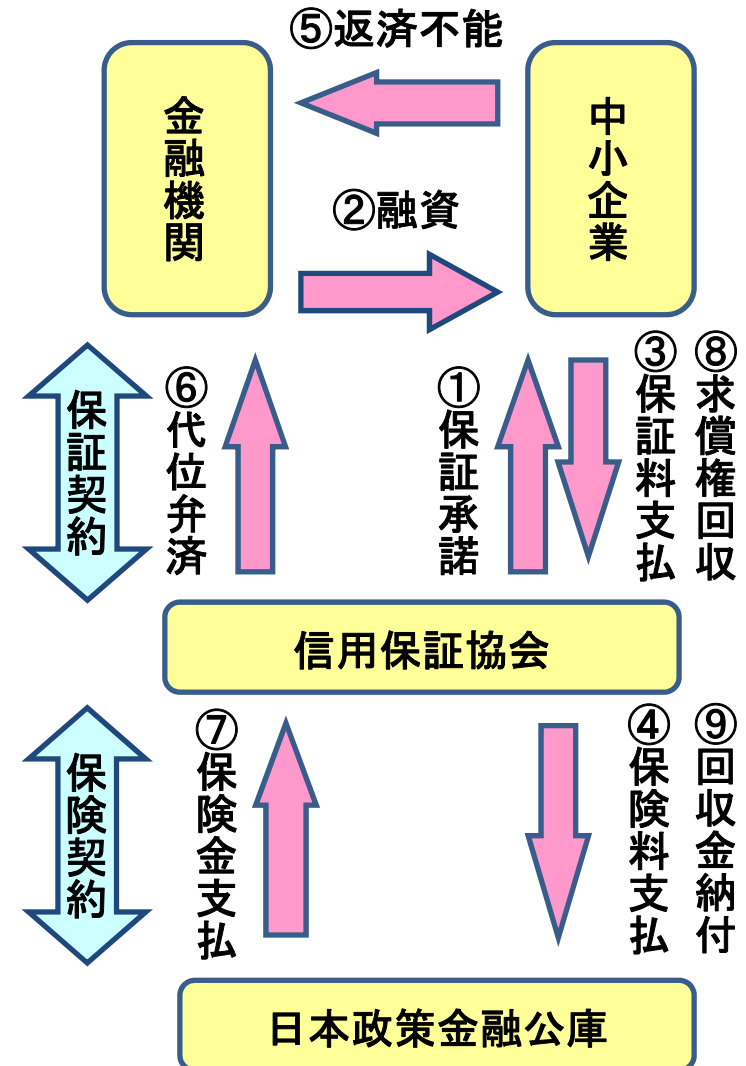 ⑤返済不能
金融機関
中小企業
②融資
保証契約
⑥代位弁済
①保証承諾
③保証料支払
⑧求償権回収
信用保証協会
保険契約
⑦保険金支払
④保険料支払
⑨回収金納付
日本政策金融公庫